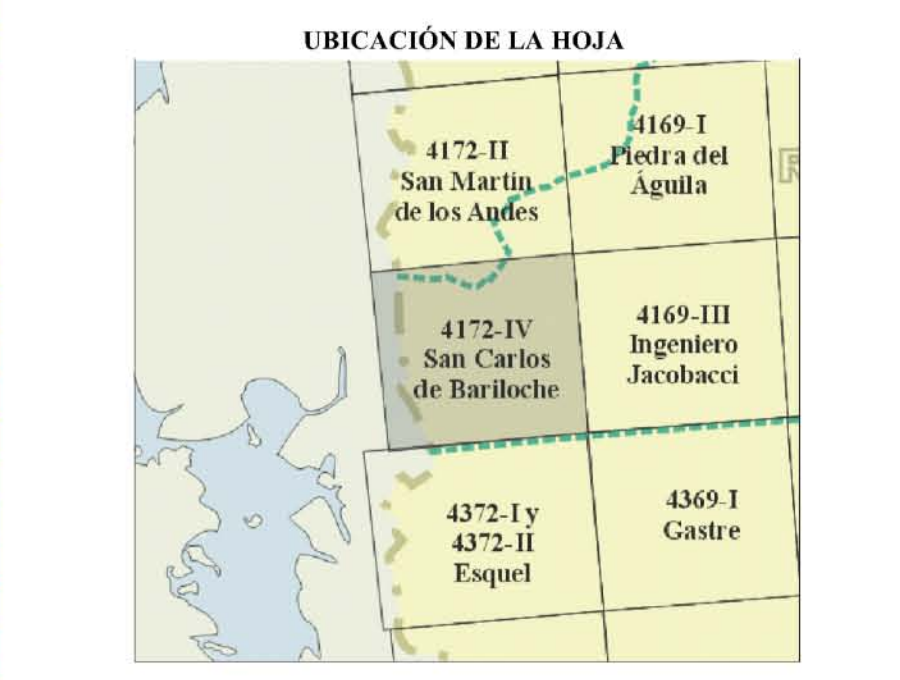 UBICACIÓN DE LA HOJA
4172-II
San Martín
de los Andes
4169-I
Piedra del
Águila
4172-IV
San Carlos
de Bariloche
4169-III
Ingeniero
Jacobacci
4372-I y
4372-II
Esquel
4369-I
Gastre